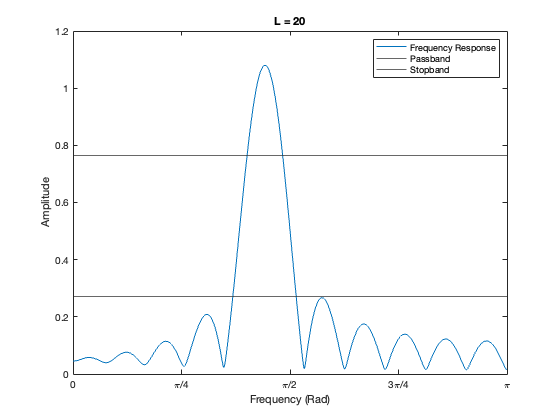 L = 20
1.2
1
0.8
0.6
0.4
0.2
0
Amplitude
Frequency Response
Passband
Stopband
0 π/4 π/2 3π/4 π
Frequency (Rad)